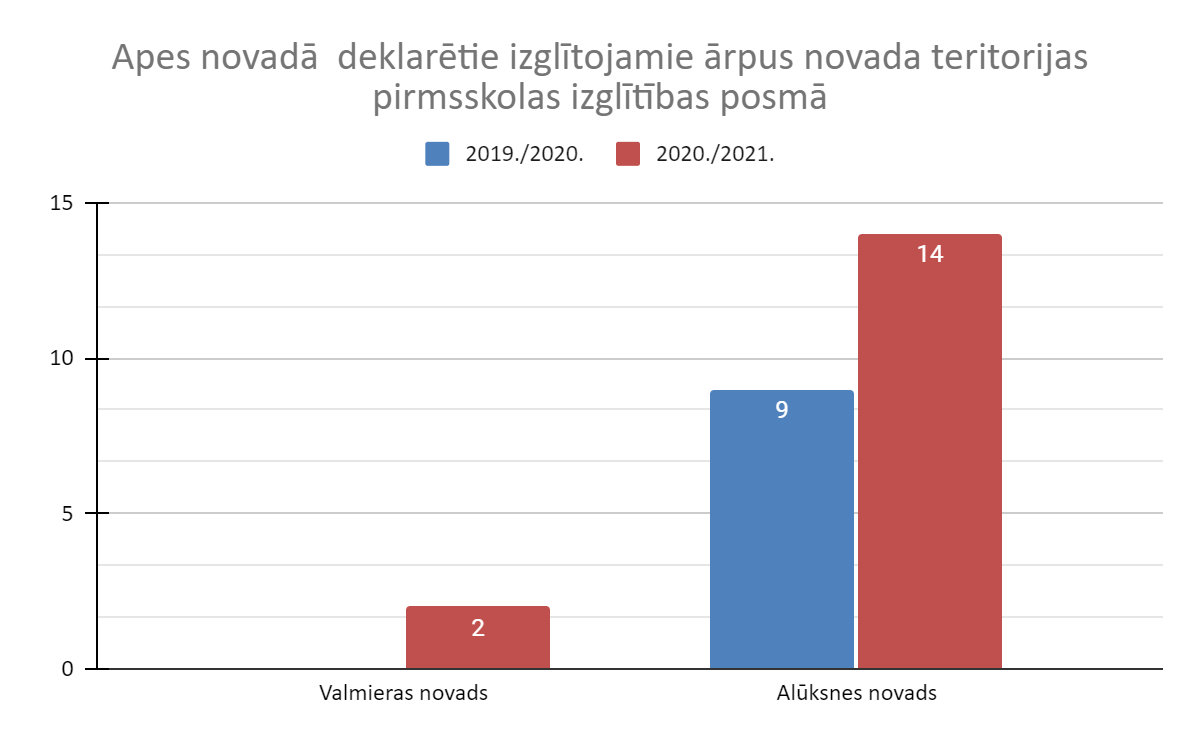 Apes novadā  deklarētie izglītojamie ārpus novada teritorijas
pirmsskolas izglītības posmā
2019./2020. 2020./2021.
15
10
5
0
2
9
14
Valmieras novads Alūksnes novads